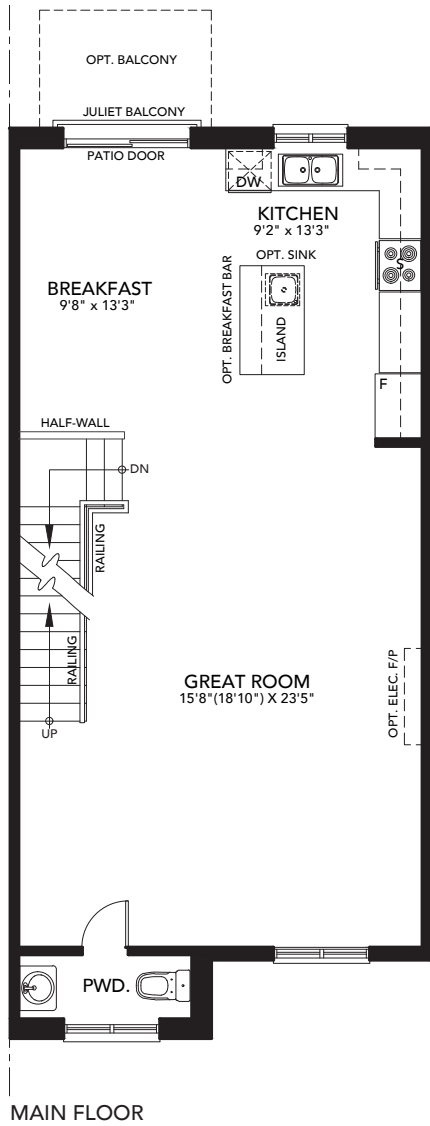 OPT. BALCONY
JULIET BALCONY
PATIO DOOR
DW
KITCHEN
9'2" x 13'3"
OPT. SINK
BREAKFAST
9'8" x 13'3"
OPT. BREAKFAST BAR
ISLAND
F
HALF-WALL
DN
RAILING
RAILING
UP
GREAT ROOM
15'8"(18'10") X 23'5"
OPT. ELEC. F/P
PWD.
MAIN FLOOR